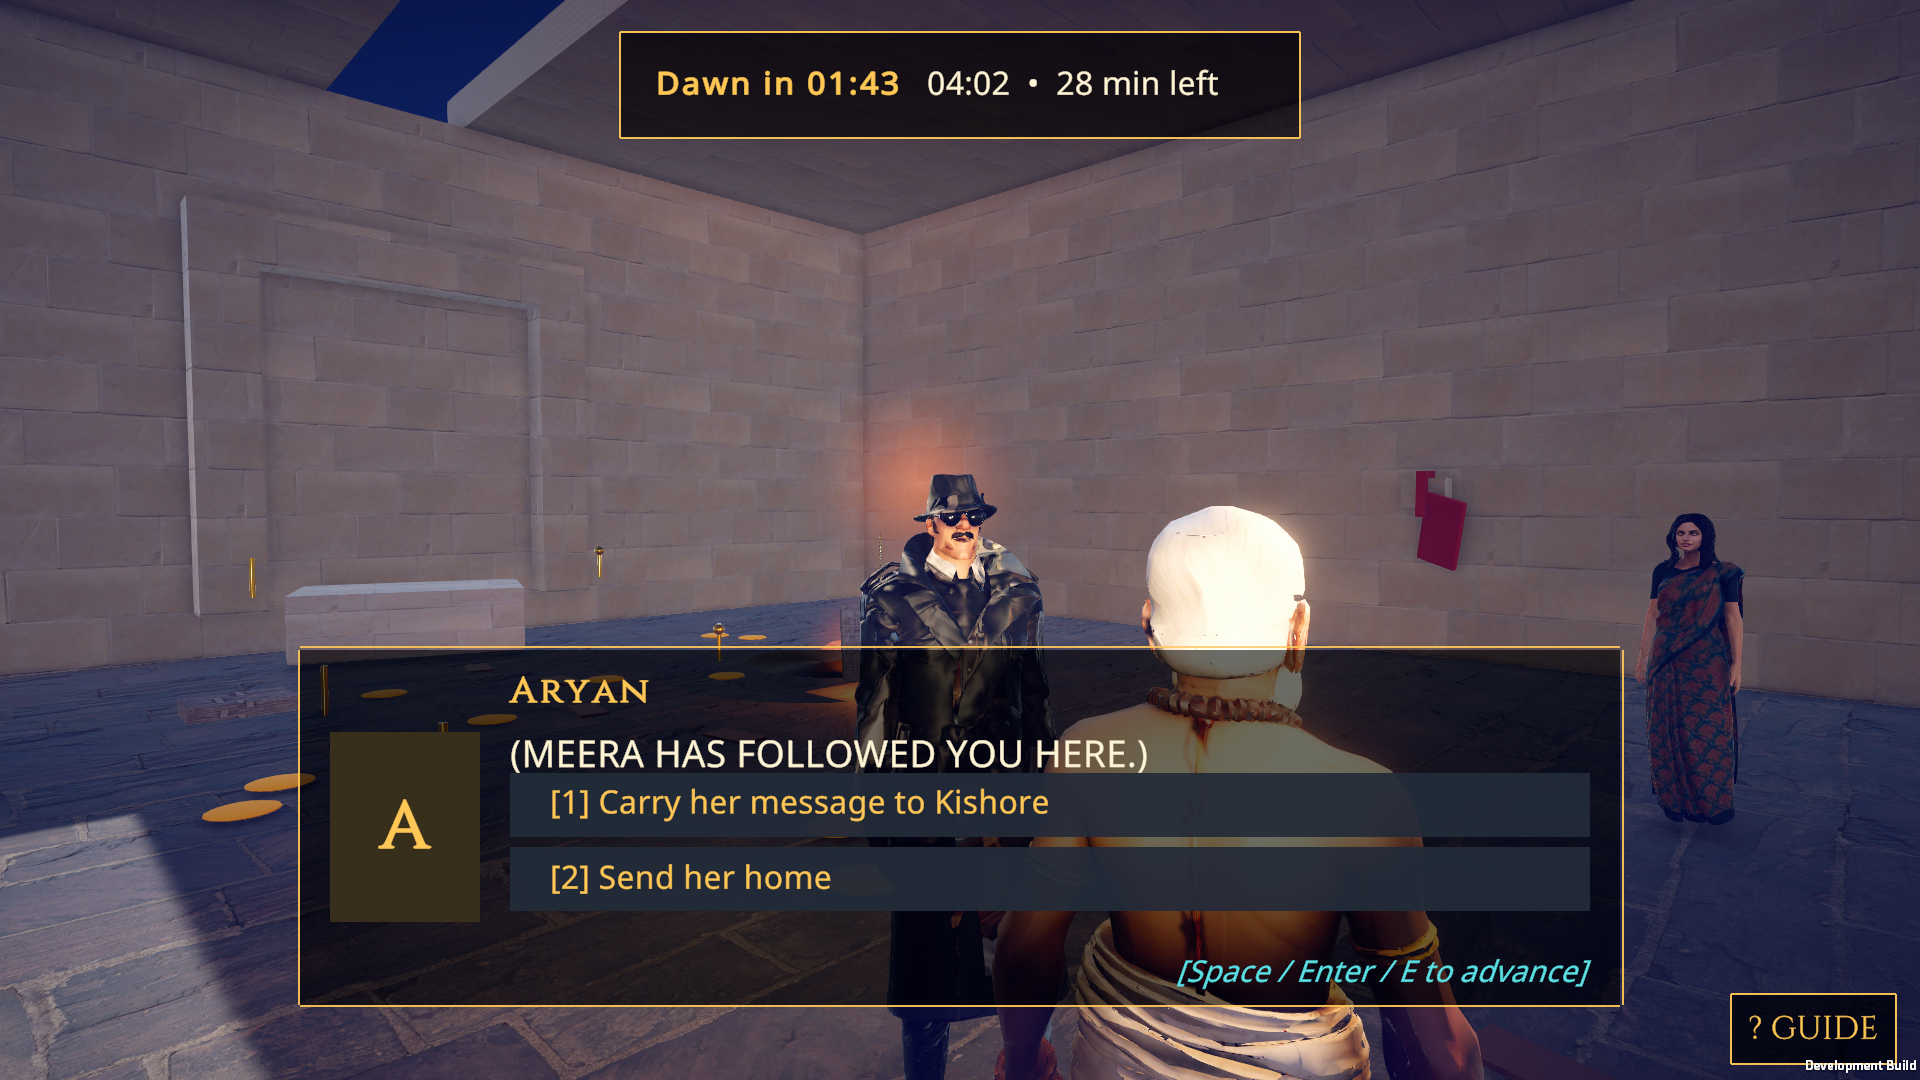 Dawn in 01:43 04:02 • 28 min left
ARYAN
A
(MEERA HAS FOLLOWED YOU HERE.)
[1] Carry her message to Kishore
[2] Send her home
[Space / Enter / E to advance]
? GUIDE
Development Build